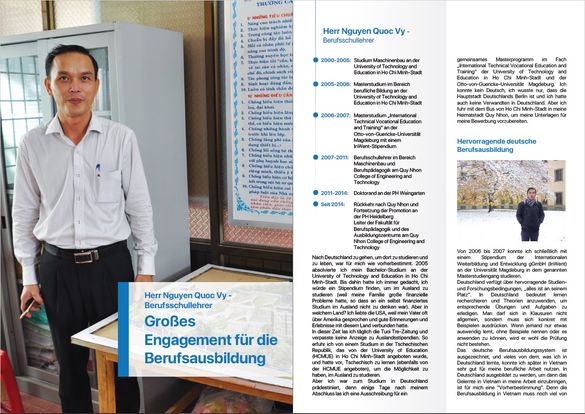 Herr Nguyen Quoc Vy -
Berufsschullehrer
Großes
Engagement für die
Berufsausbildung
Herr Nguyen Quoc Vy -
Berufsschullehrer
2000-2005: Studium Maschinenbau an der
University of Technology and
Education in Ho Chi Minh-Stadt
2005-2006: Masterstudium im Bereich
berufliche Bildung an der
University of Technology and
Education in Ho Chi Minh-Stadt
2006-2007: Masterstudium „International
Technical Vocational Education
and Training" an der
Otto-von-Guericke-Universität
Magdeburg mit einem
InWent-Stipendium
2007-2011: Berufsschullehrer im Bereich
Maschinenbau und
Berufspädagogik am Quy Nhon
College of Engineering and
Technology
2011-2014: Doktorand an der PH Weingarten
Seit 2014: Rückkehr nach Quy Nhon und
Fortsetzung der Promotion an
der PH Heidelberg
Leiter der Fakultät für
Berufspädagogik und des
Ausbildungszentrums am Quy
Nhon College of Engineering and
Technology
Nach Deutschland zu gehen, um dort zu studieren und
zu leben, war für mich wie vorherbestimmt. 2005
absolvierte ich mein Bachelor-Studium an der
University of Technology and Education in Ho Chi
Minh-Stadt. Bis dahin hatte ich immer gedacht, ich
würde ein Stipendium finden, um im Ausland zu
studieren (weil meine Familie große finanzielle
Probleme hatte, so dass an ein selbst finanziertes
Studium im Ausland nicht zu denken war). Aber in
welchem Land? Ich liebte die USA, weil mein Vater oft
über Amerika gesprochen und gute Erinnerungen und
Erlebnisse mit diesem Land verbunden hatte.
In dieser Zeit las ich täglich die Tuoi Tre-Zeitung und
verpasste keine Anzeige zu Auslandsstipendien. So
erfuhr ich von einem Studium in der Tschechischen
Republik, das von der University of Education
(HCMUE) in Ho Chi Minh-Stadt angeboten wurde,
und hatte vor, Tschechisch zu lernen (ebenfalls von
der HCMUE angeboten), um die Möglichkeit zu
haben, im Ausland zu studieren.
Aber ich war zum Studium in Deutschland
prädestiniert, denn einige Tage nach meinem
Abschluss las ich eine Ausschreibung für ein
gemeinsames Masterprogramm im Fach:
„International Technical Vocational Education and
Training" der University of Technology and
Education in Ho Chi Minh-Stadt und der
Otto-von-Guericke-Universität Magdeburg. Ich
konnte kein Deutsch, ich wusste nur, dass die
Hauptstadt Deutschlands Berlin ist und ich hatte
auch keine Verwandten in Deutschland. Aber ich
fuhr mit dem Bus von Ho Chi Minh-Stadt in meine
Heimatstadt Quy Nhon, um meine Unterlagen für
meine Bewerbung vorzubereiten.
Hervorragende deutsche
Berufsausbildung
Von 2006 bis 2007 konnte ich schließlich mit
einem Stipendium der Internationalen
Weiterbildung und Entwicklung gGmbH (InWent)
an der Universität Magdeburg in dem genannten
Masterstudiengang studieren.
Deutschland verfügt über hervorragende Studien-
und Forschungsbedingungen, „alles ist an seinem
Platz". In Deutschland bedeutet lernen
recherchieren und Theorien anzuwenden, um
entsprechende Übungen und Aufgaben zu
erledigen. Man darf sich in Klausuren nicht
allgemein, sondern muss sich konkret mit
Beispielen ausdrücken. Wenn jemand nur etwas
auswendig lernt, ohne Beispiele nennen oder es
anwenden zu können, wird er wohl die Prüfung
nicht bestehen.
Das deutsche Berufsbildungssystem ist
ausgezeichnet, und vieles von dem, was ich in
Deutschland lernte, konnte ich später in Vietnam
sehr gut für meine berufliche Arbeit nutzen. In
Deutschland ausgebildet zu werden, um dann das
Gelernte in Vietnam in meine Arbeit einzubringen,
ist für mich eine "Vorherbestimmung". Denn die
Berufsbildung in Vietnam muss noch viel von